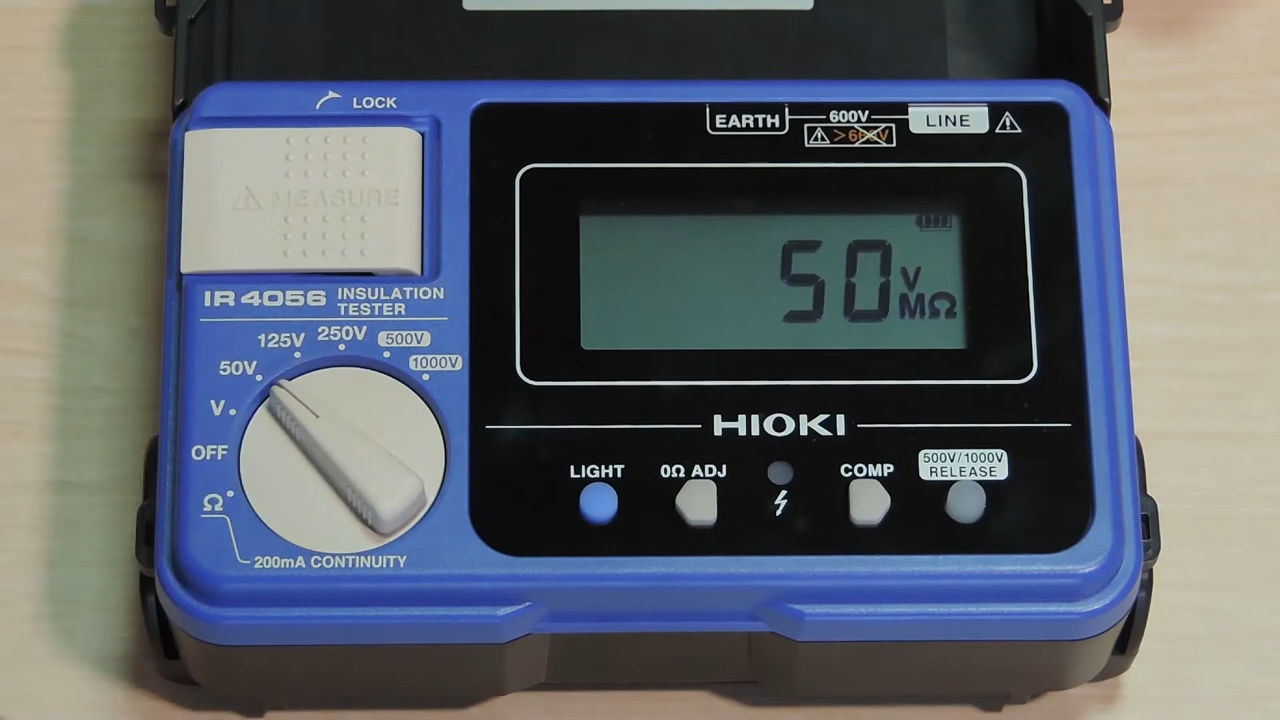 LOCK
EARTH 600V LINE
>600V
MEASURE
50 V
MΩ
IR 4056 INSULATION
TESTER
50V 125V 250V 500V 1000V
V
OFF
Ω
200mA CONTINUITY
HIOKI
LIGHT 0Ω ADJ COMP 500V/1000V
RELEASE